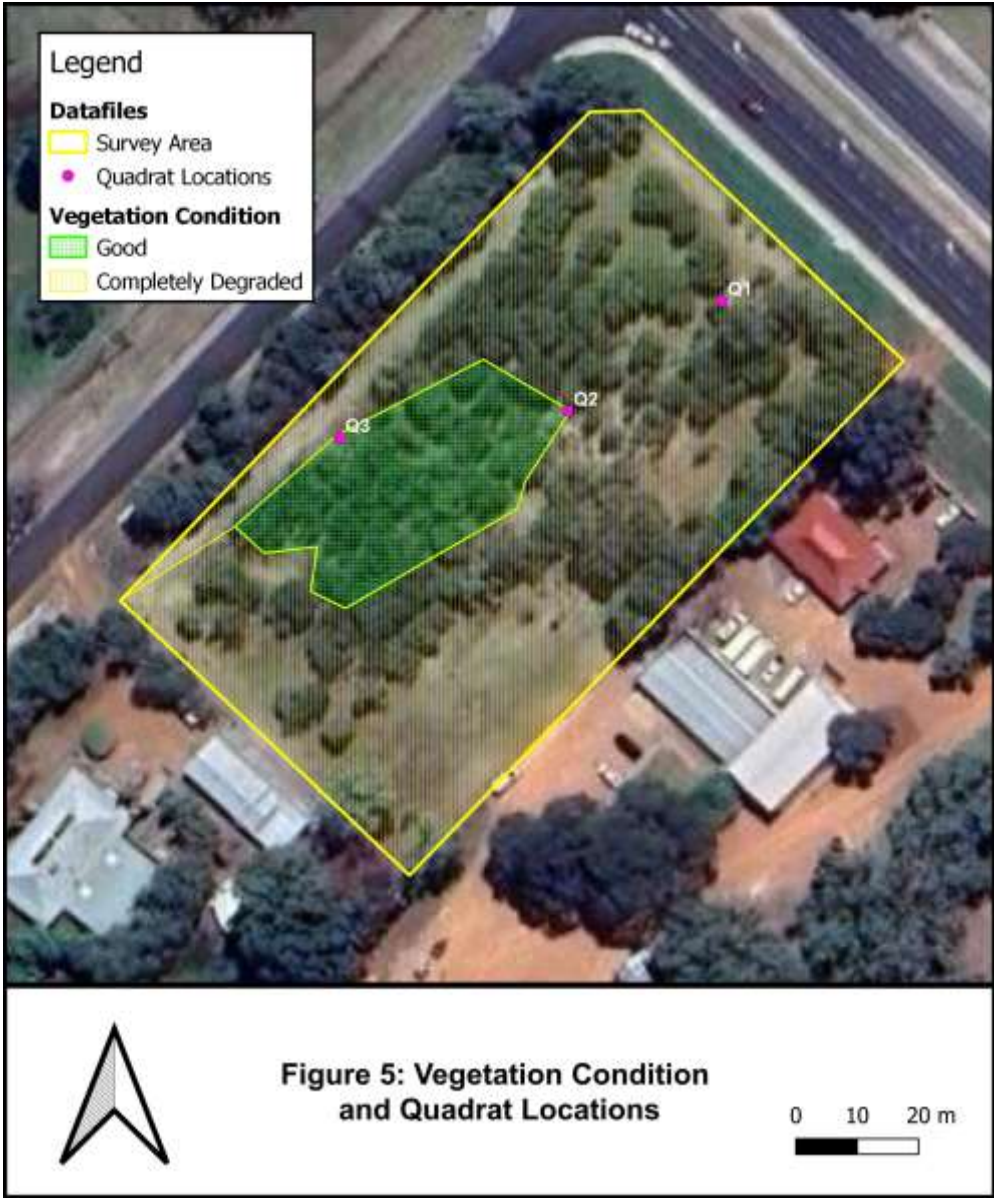 Legend
Datafiles
Survey Area
Quadrat Locations
Vegetation Condition
Good
Completely Degraded
Q1
Q2
Q3
Figure 5: Vegetation Condition
and Quadrat Locations
0 10 20 m